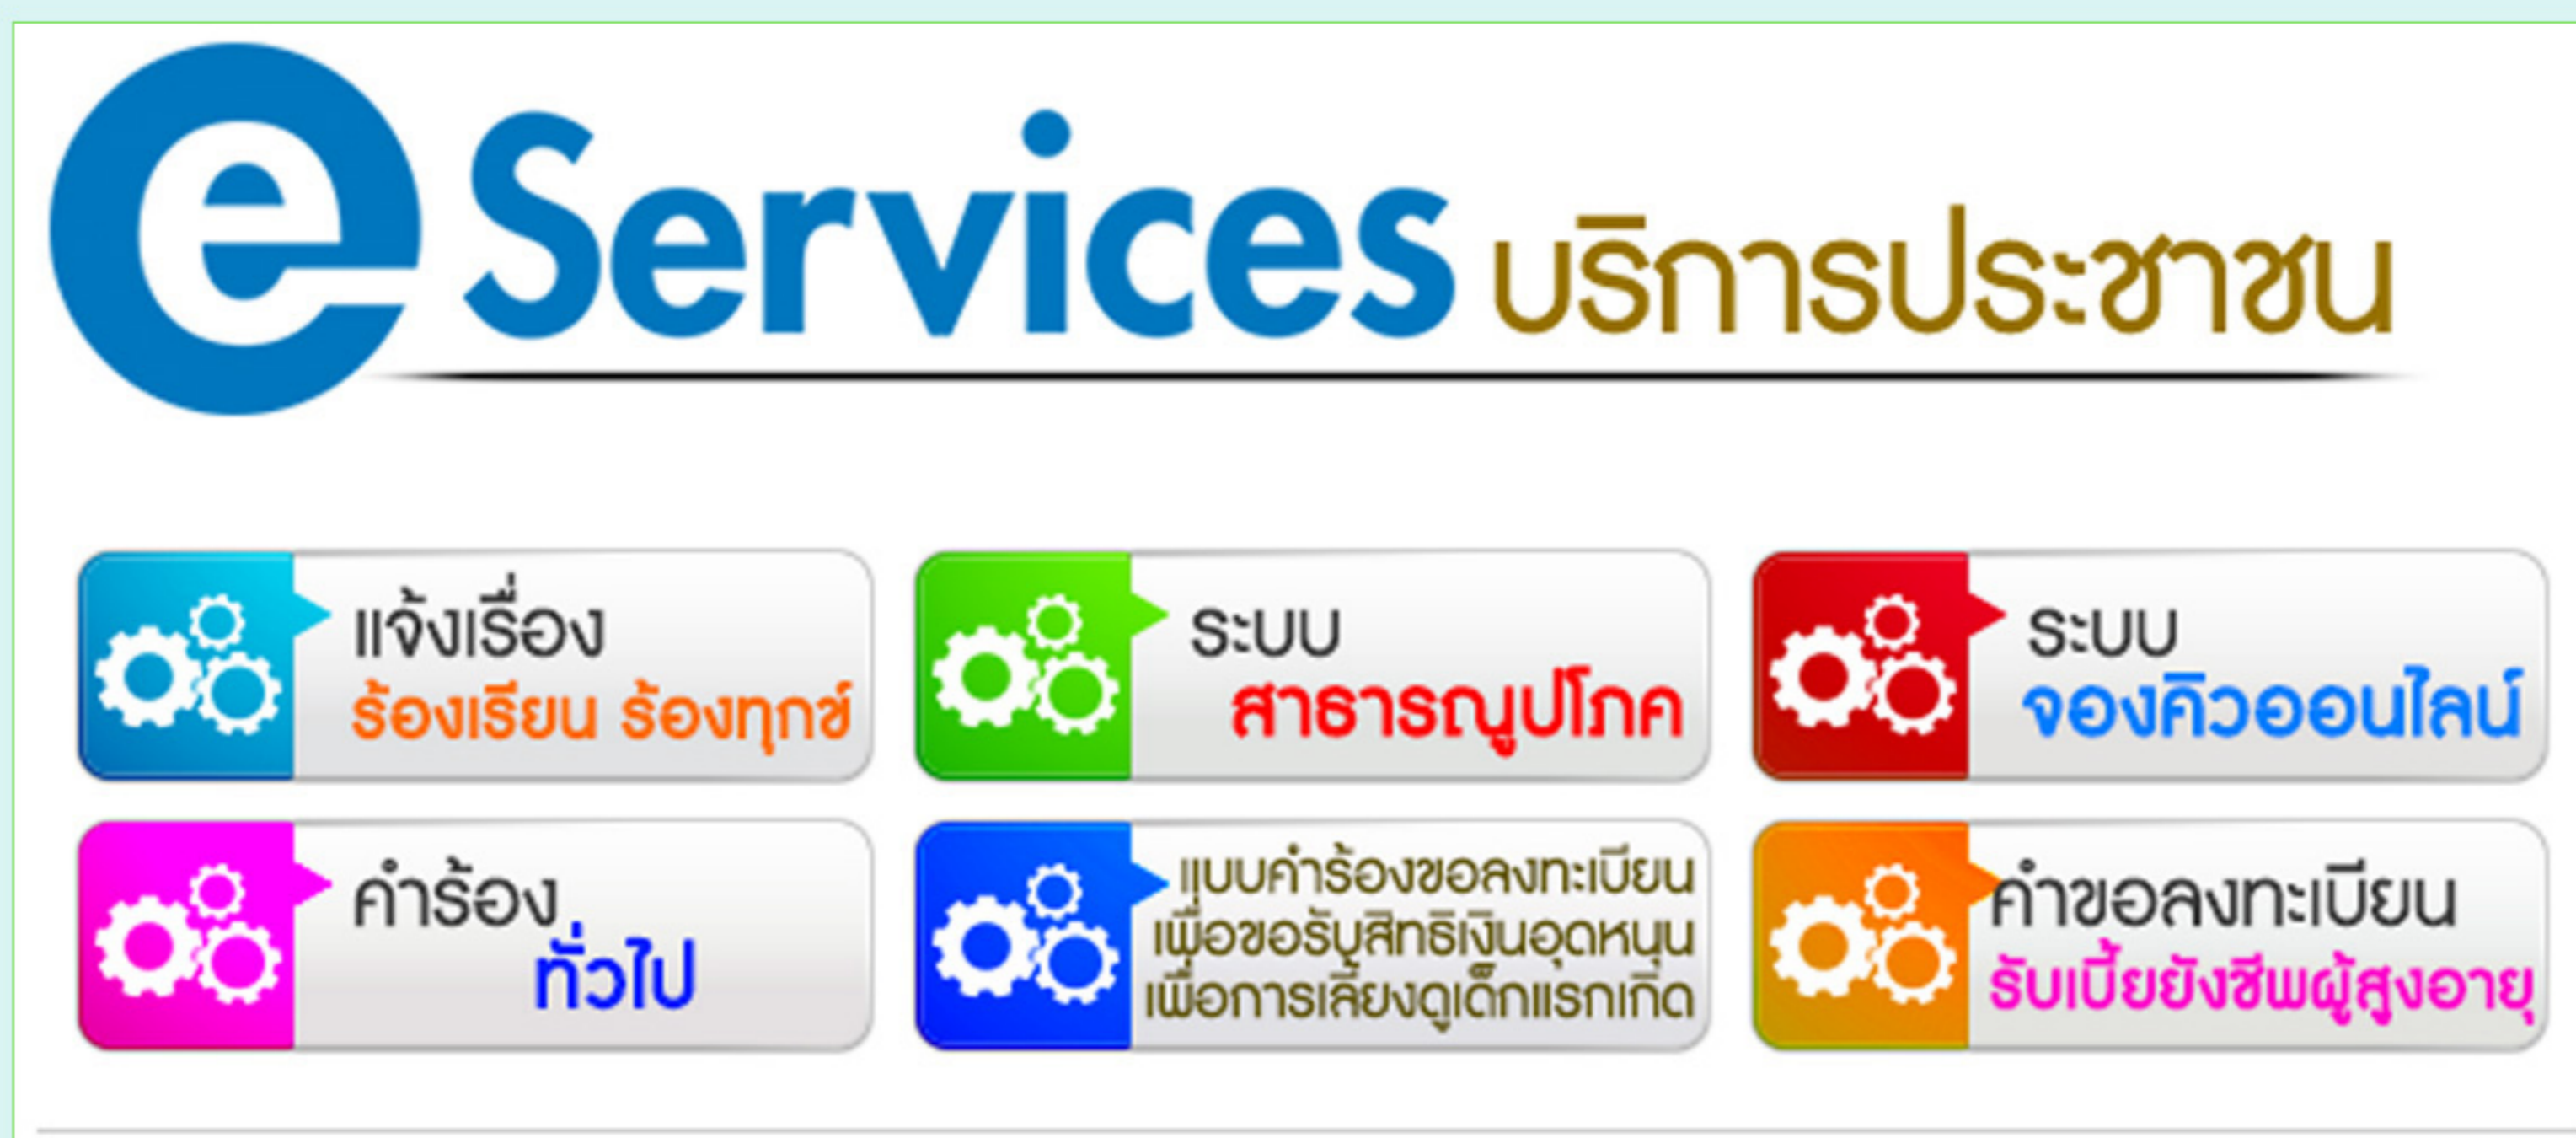 e Services บริการประชาชน
แจ้งเรื่อง
ร้องเรียน ร้องทุกข์
ระบบ
สาธารณูปโภค
ระบบ
จองคิวออนไลน์
คำร้อง
ทั่วไป
แบบคำร้องขอลงทะเบียน
เพื่อขอรับสิทธิเงินอุดหนุน
เพื่อการเลี้ยงดูเด็กแรกเกิด
คำขอลงทะเบียน
รับเบี้ยยังชีพผู้สูงอายุ